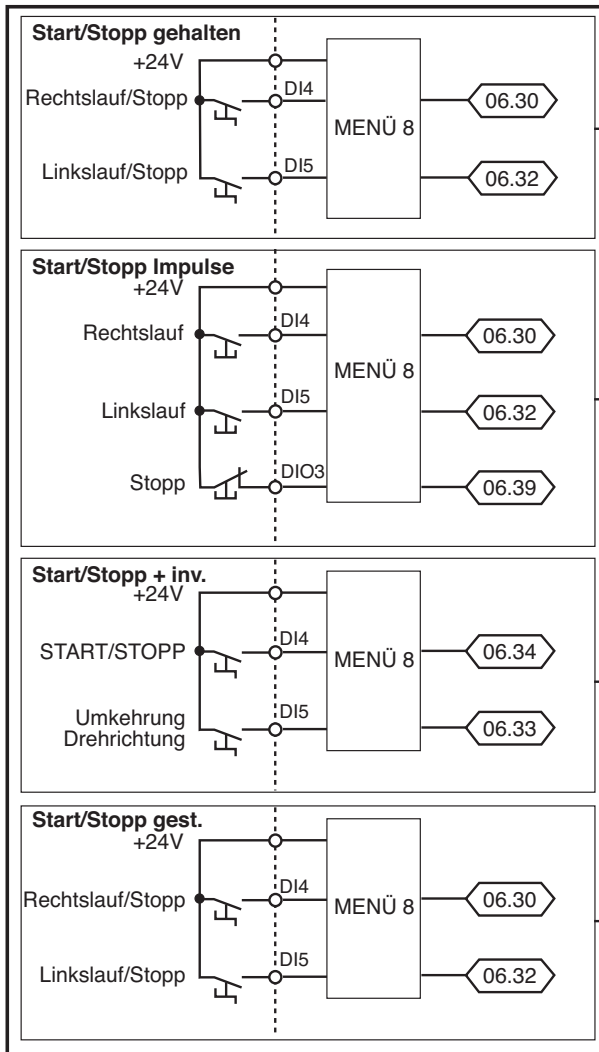 Start/Stopp gehalten
+24V
Rechtslauf/Stopp
DI4
MENÜ 8
06.30
Linkslauf/Stopp
DI5
06.32
Start/Stopp Impulse
+24V
Rechtslauf
DI4
MENÜ 8
06.30
Linkslauf
DI5
06.32
Stopp
DIO3
06.39
Start/Stopp + inv.
+24V
START/STOPP
DI4
MENÜ 8
06.34
Umkehrung
Drehrichtung
DI5
06.33
Start/Stopp gest.
+24V
Rechtslauf/Stopp
DI4
MENÜ 8
06.30
Linkslauf/Stopp
DI5
06.32